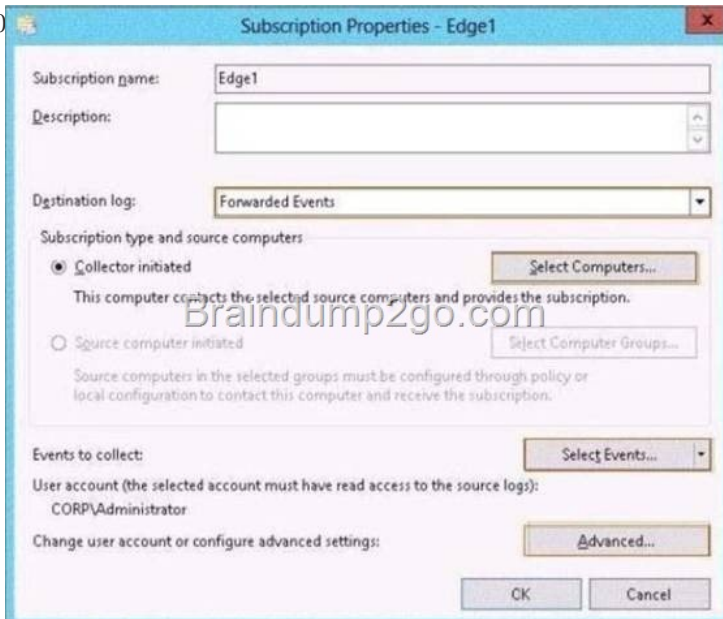 )
Subscription Properties - Edge1
x
Subscription name: Edge1
Description:
Destination log: Forwarded Events
Subscription type and source computers
Collector initiated Select Computers...
This computer contacts the selected source computers and provides the subscription.
Braindump2go.com
Source computer initiated Select Computer Groups...
Source computers in the selected groups must be configured through policy or
local configuration to contact this computer and receive the subscription.
Events to collect: Select Events...
User account (the selected account must have read access to the source logs):
CORP\Administrator
Change user account or configure advanced settings: Advanced...
OK Cancel